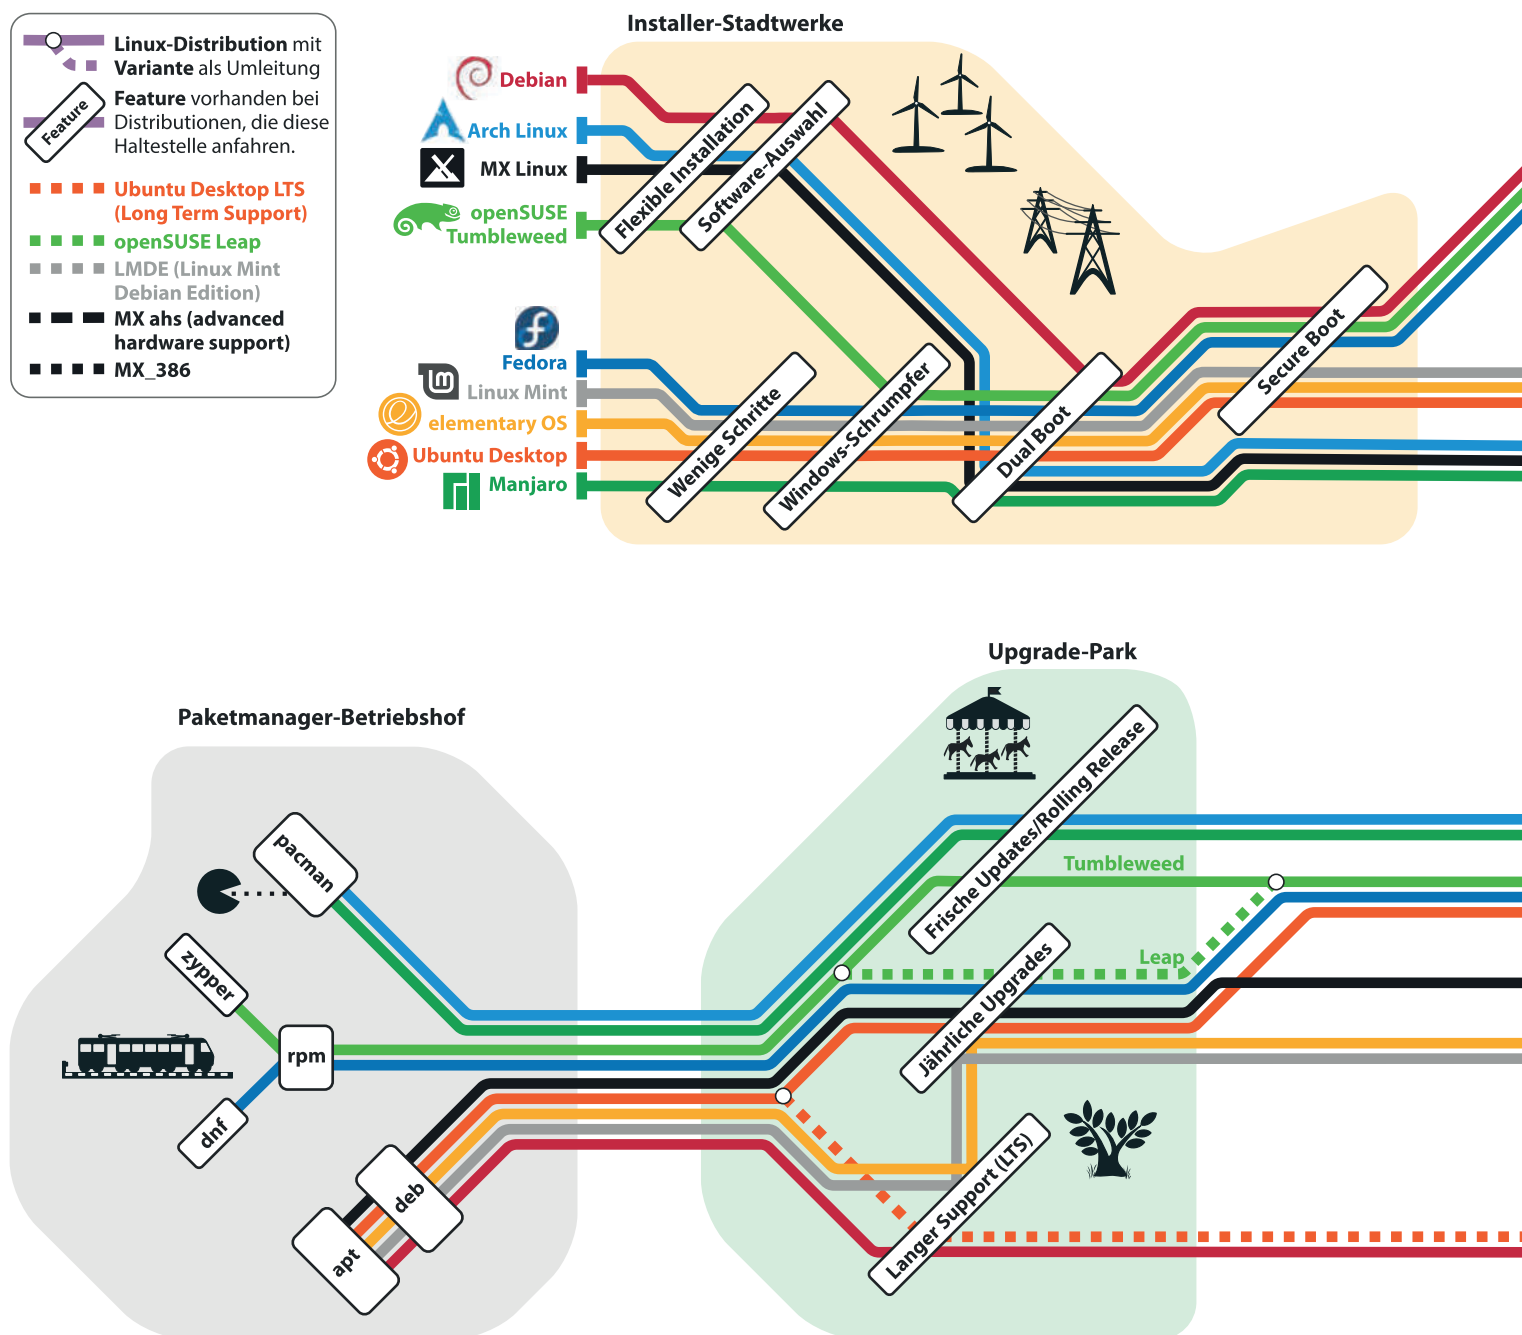 Linux-Distribution mit
Variante als Umleitung
Feature
Feature vorhanden bei
Distributionen, die diese
Haltestelle anfahren.
Ubuntu Desktop LTS
(Long Term Support)
openSUSE Leap
LMDE (Linux Mint
Debian Edition)
MX ahs (advanced
hardware support)
MX_386
Installer-Stadtwerke
Debian
Arch Linux
MX Linux
openSUSE
Tumbleweed
Flexible Installation
Software-Auswahl
Fedora
Linux Mint
elementary OS
Ubuntu Desktop
Manjaro
Wenige Schritte
Windows-Schrumpfer
Dual Boot
Secure Boot
Paketmanager-Betriebshof
pacman
zypper
rpm
dnf
deb
apt
Upgrade-Park
Frische Updates/Rolling Release
Tumbleweed
Leap
Jährliche Upgrades
Langer Support (LTS)